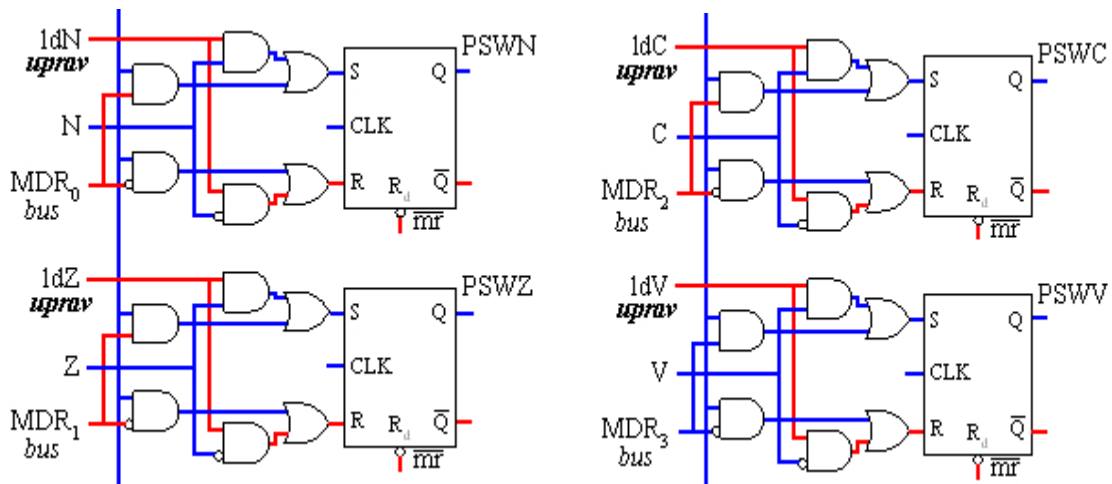 1dN
uprav
N
MDR0
bus
S
CLK
R
Rd
Q
Q
mr
PSWN
1dC
uprav
C
MDR2
bus
S
CLK
R
Rd
Q
Q
mr
PSWC
1dZ
uprav
Z
MDR1
bus
S
CLK
R
Rd
Q
Q
mr
PSWZ
1dV
uprav
V
MDR3
bus
S
CLK
R
Rd
Q
Q
mr
PSWV